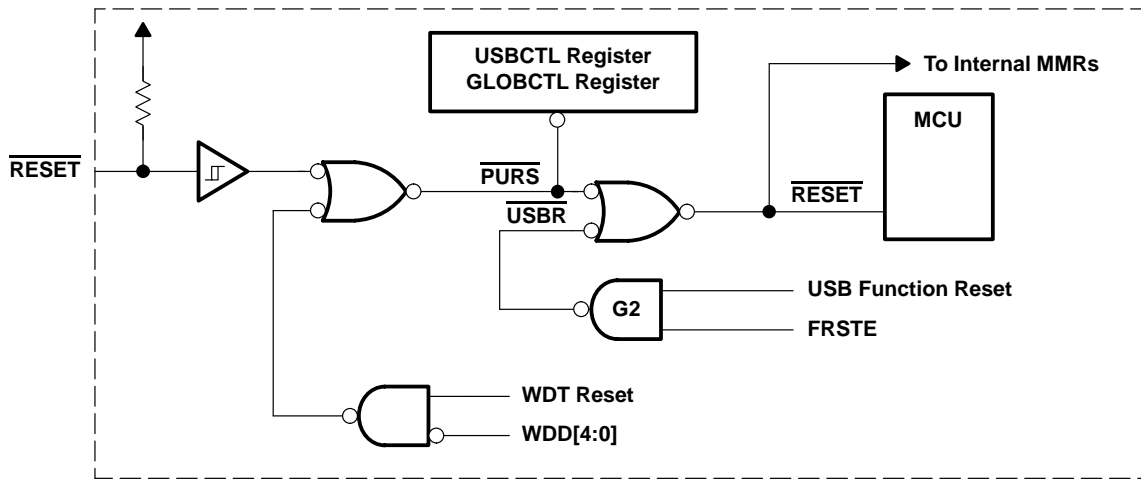 USBCTL Register
GLOBCTL Register
To Internal MMRs
MCU
RESET
PURS
USBR
RESET
G2
USB Function Reset
FRSTE
WDT Reset
WDD[4:0]